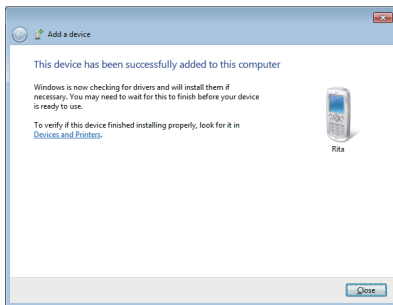 Add a device
This device has been successfully added to this computer
Windows is now checking for drivers and will install them if
necessary. You may need to wait for this to finish before your device
is ready to use.
To verify if this device finished installing properly, look for it in
Devices and Printers.
Rita
Close